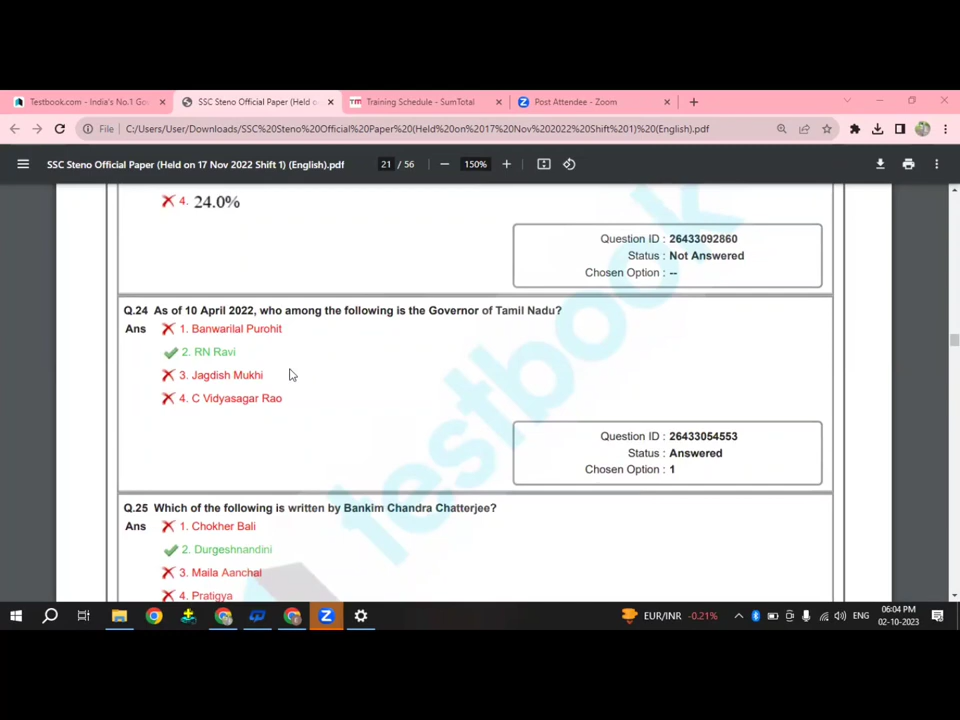 Testbook.com - India's No.1 Go
SSC Steno Official Paper (Held o
Training Schedule - SumTotal
Post Attendee - Zoom
File
C:/Users/User/Downloads/SSC%20Steno%20Official%20Paper%20(Held%20on%2017%20Nov%202022%20Shift%201)%20(English).pdf
SSC Steno Official Paper (Held on 17 Nov 2022 Shift 1) (English).pdf
21 / 56
150%
4. 24.0%
Question ID : 26433092860
Status : Not Answered
Chosen Option : --
Q.24 As of 10 April 2022, who among the following is the Governor of Tamil Nadu?
Ans 1. Banwarilal Purohit
2. RN Ravi
3. Jagdish Mukhi
4. C Vidyasagar Rao
Question ID : 26433054553
Status : Answered
Chosen Option : 1
Q.25 Which of the following is written by Bankim Chandra Chatterjee?
Ans 1. Chokher Bali
2. Durgeshnandini
3. Maila Aanchal
4. Pratigya
testbook
EUR/INR -0.21%
ENG
06:04 PM
02-10-2023